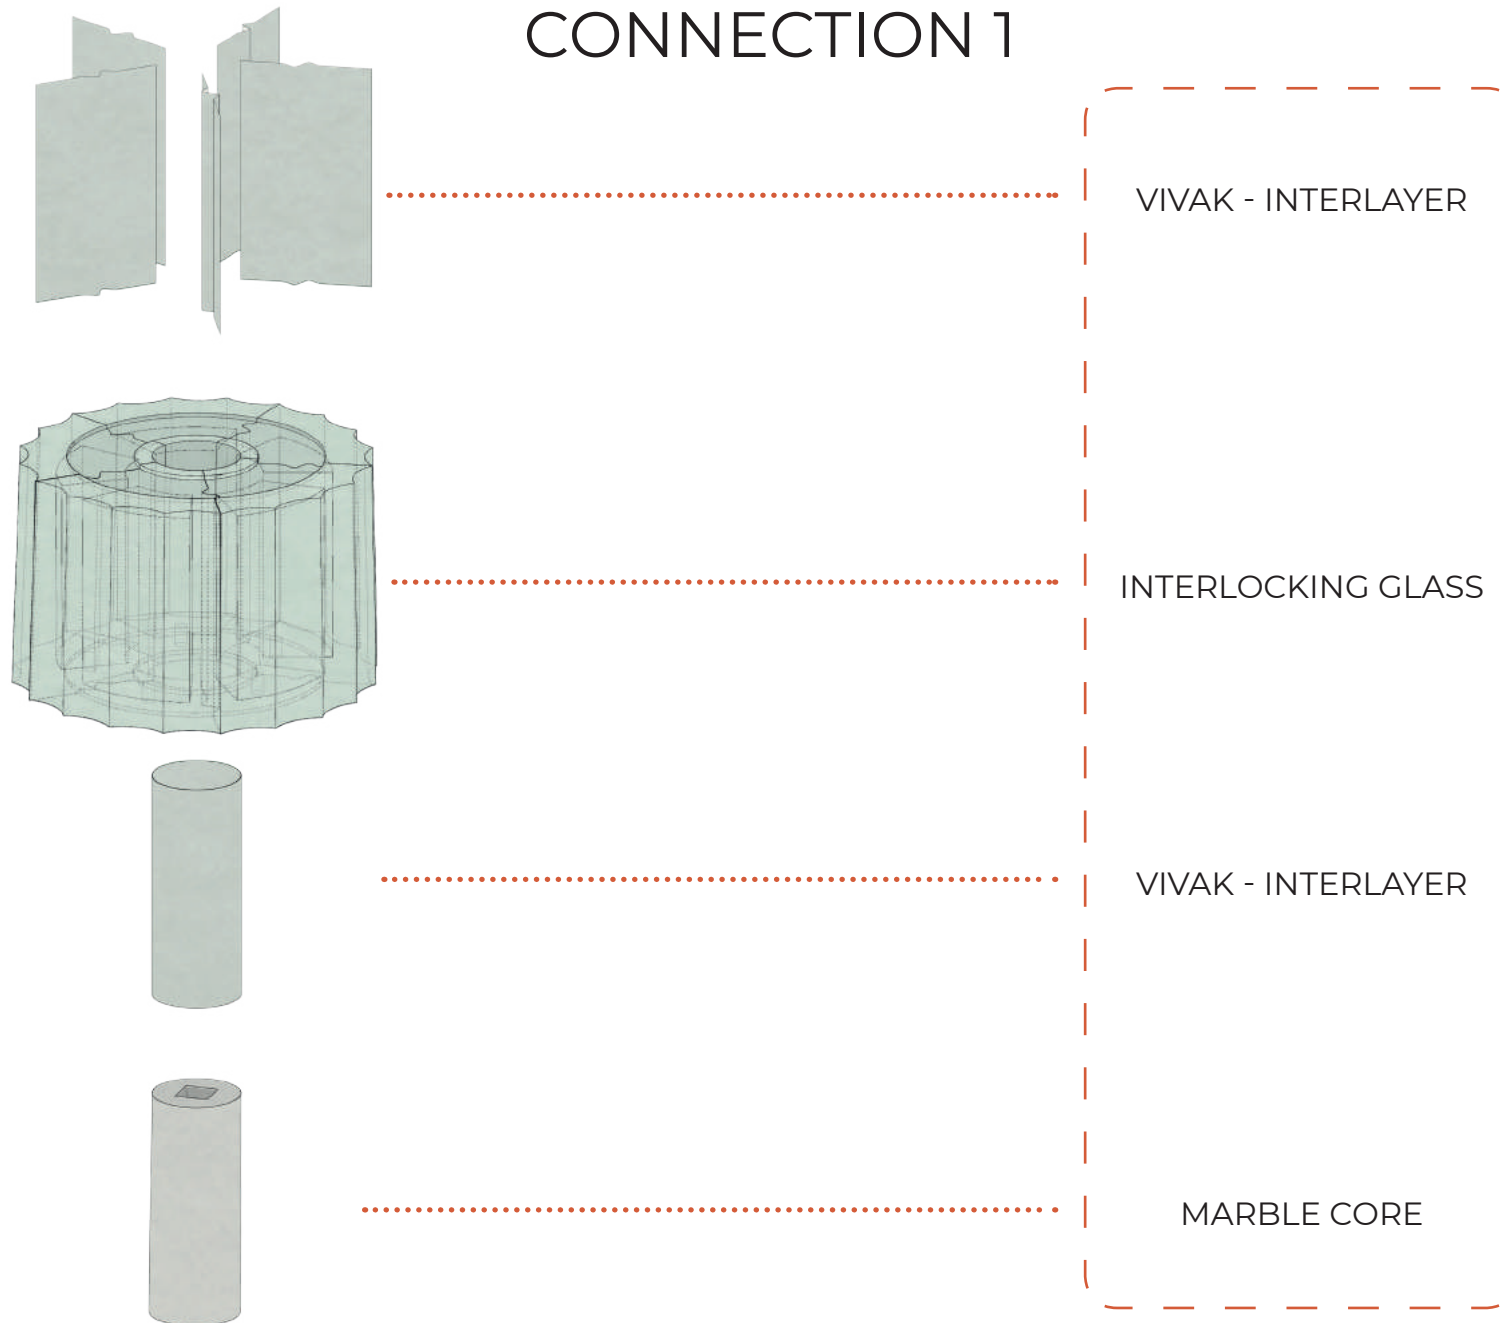 CONNECTION 1
VIVAK - INTERLAYER
INTERLOCKING GLASS
VIVAK - INTERLAYER
MARBLE CORE